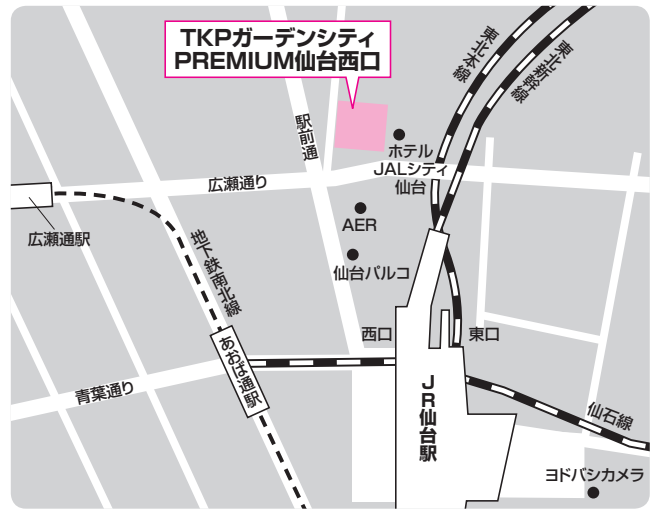 TKPガーデンシティ
PREMIUM仙台西口
東北本線
東北新幹線
駅前通
ホテル
JALシティ
仙台
広瀬通り
広瀬通駅
AER
地下鉄南北線
仙台パルコ
西口
東口
あおば通駅
青葉通り
JR仙台駅
仙石線
ヨドバシカメラ